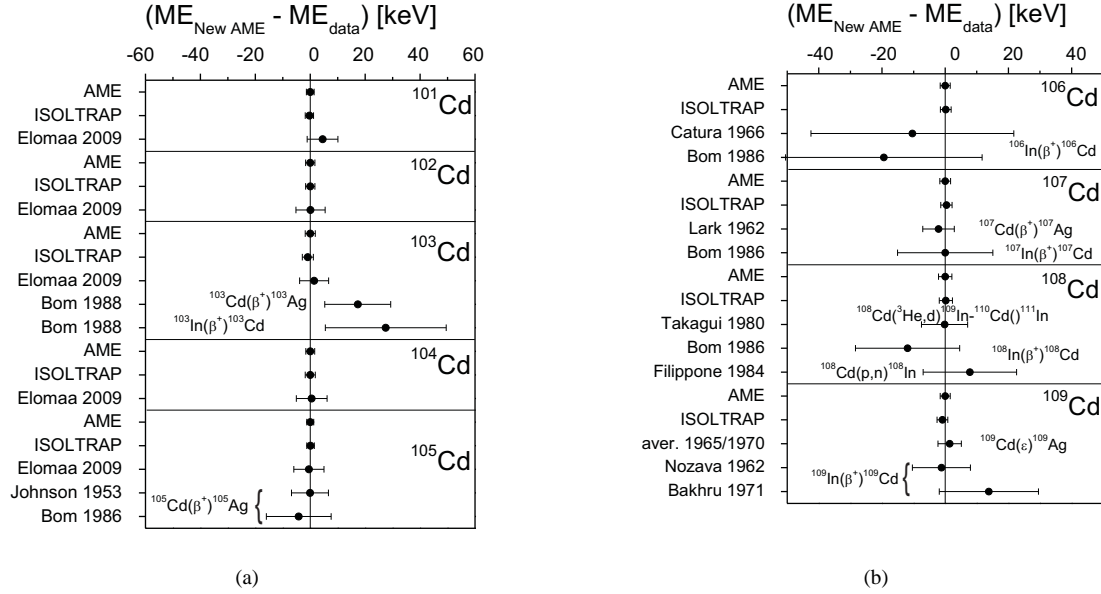 (ME_New AME - ME_data) [keV]
-60 -40 -20 0 20 40 60
AME
¹⁰¹Cd
ISOLTRAP
Elomaa 2009
AME
¹⁰²Cd
ISOLTRAP
Elomaa 2009
AME
¹⁰³Cd
ISOLTRAP
Elomaa 2009
Bom 1988 ¹⁰³Cd(β⁺)¹⁰³Ag
Bom 1988 ¹⁰³In(β⁺)¹⁰³Cd
AME
¹⁰⁴Cd
ISOLTRAP
Elomaa 2009
AME
¹⁰⁵Cd
ISOLTRAP
Elomaa 2009
Johnson 1953
¹⁰⁵Cd(β⁺)¹⁰⁵Ag {
Bom 1986
(a)
(ME_New AME - ME_data) [keV]
-40 -20 0 20 40
AME
¹⁰⁶Cd
ISOLTRAP
Catura 1966
¹⁰⁶In(β⁺)¹⁰⁶Cd
Bom 1986
AME
¹⁰⁷Cd
ISOLTRAP
Lark 1962 ¹⁰⁷Cd(β⁺)¹⁰⁷Ag
Bom 1986 ¹⁰⁷In(β⁺)¹⁰⁷Cd
AME
¹⁰⁸Cd
ISOLTRAP
¹⁰⁸Cd(³He,d)¹⁰⁹In-¹¹⁰Cd()¹¹¹In
Takagui 1980
Bom 1986
¹⁰⁸In(β⁺)¹⁰⁸Cd
Filippone 1984 ¹⁰⁸Cd(p,n)¹⁰⁸In
AME
¹⁰⁹Cd
ISOLTRAP
aver. 1965/1970 ¹⁰⁹Cd(ε)¹⁰⁹Ag
Nozava 1962
¹⁰⁹In(β⁺)¹⁰⁹Cd {
Bakhru 1971
(b)